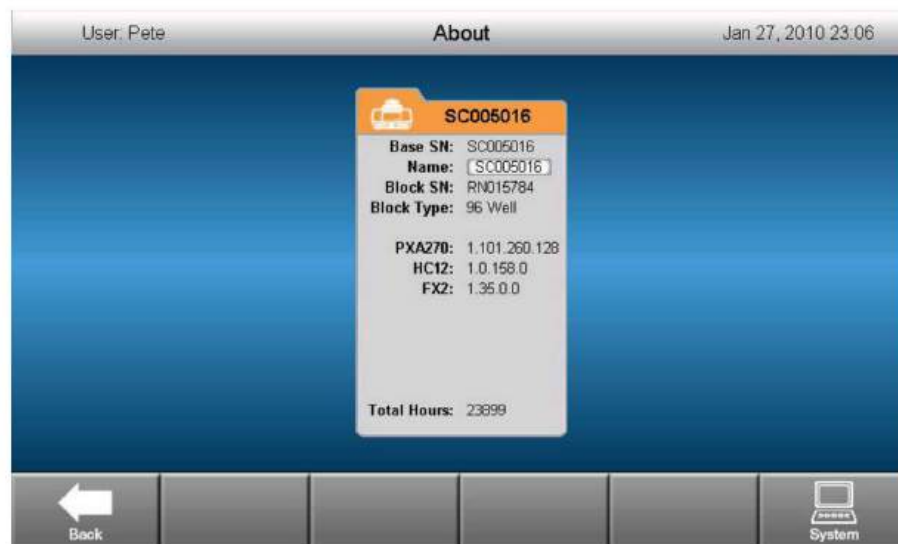 User: Pete About Jan 27, 2010 23:06
SC005016
Base SN: SC005016
Name: SC005016
Block SN: RN015784
Block Type: 96 Well
PXA270: 1.101.260.128
HC12: 1.0.158.0
FX2: 1.35.0.0
Total Hours: 23899
Back System